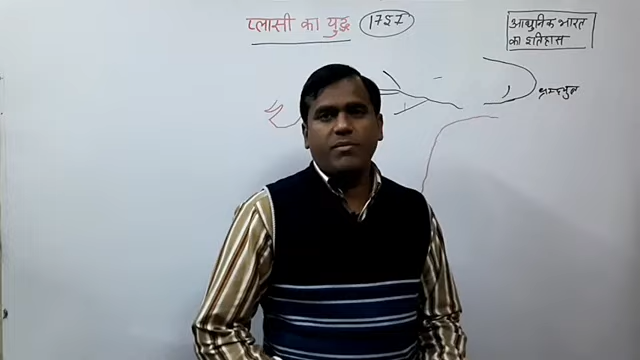 प्लासी का युद्ध 1757
आधुनिक भारत
का इतिहास